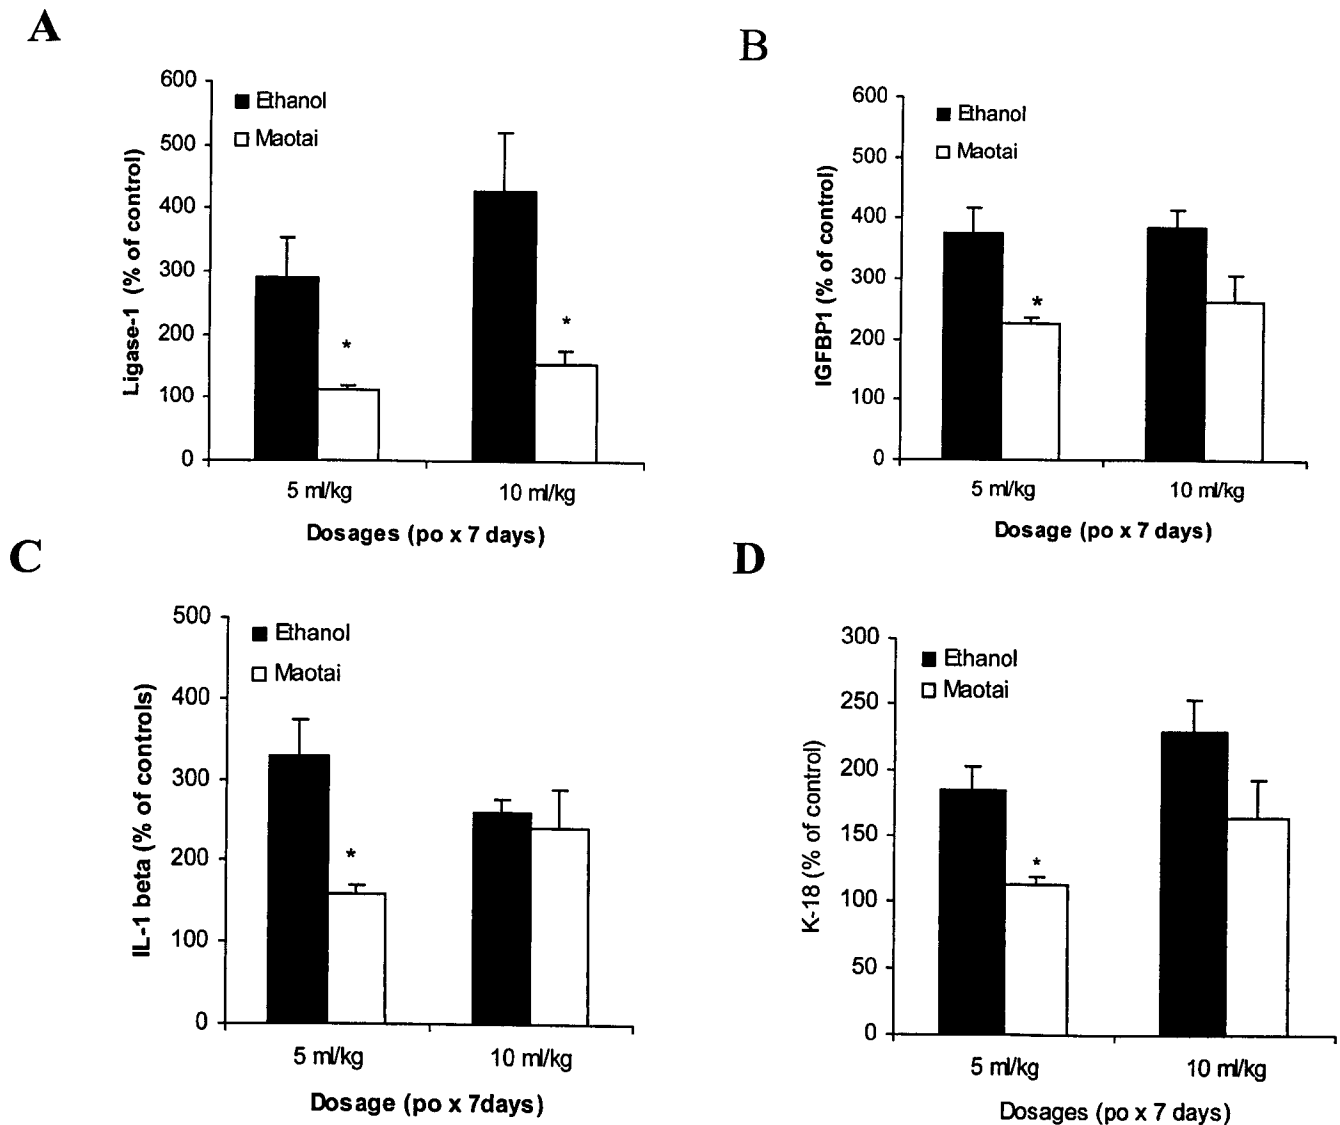 A
600
500
400
300
200
100
0
Ligase-1 (% of control)
Ethanol
Maotai
*
*
5 ml/kg
10 ml/kg
Dosages (po x 7 days)
B
600
500
400
300
200
100
0
IGFBP1 (% of control)
Ethanol
Maotai
*
5 ml/kg
10 ml/kg
Dosage (po x 7 days)
C
500
400
300
200
100
0
IL-1 beta (% of controls)
Ethanol
Maotai
*
5 ml/kg
10 ml/kg
Dosage (po x 7days)
D
300
250
200
150
100
50
0
K-18 (% of control)
Ethanol
Maotai
*
5 ml/kg
10 ml/kg
Dosages (po x 7 days)